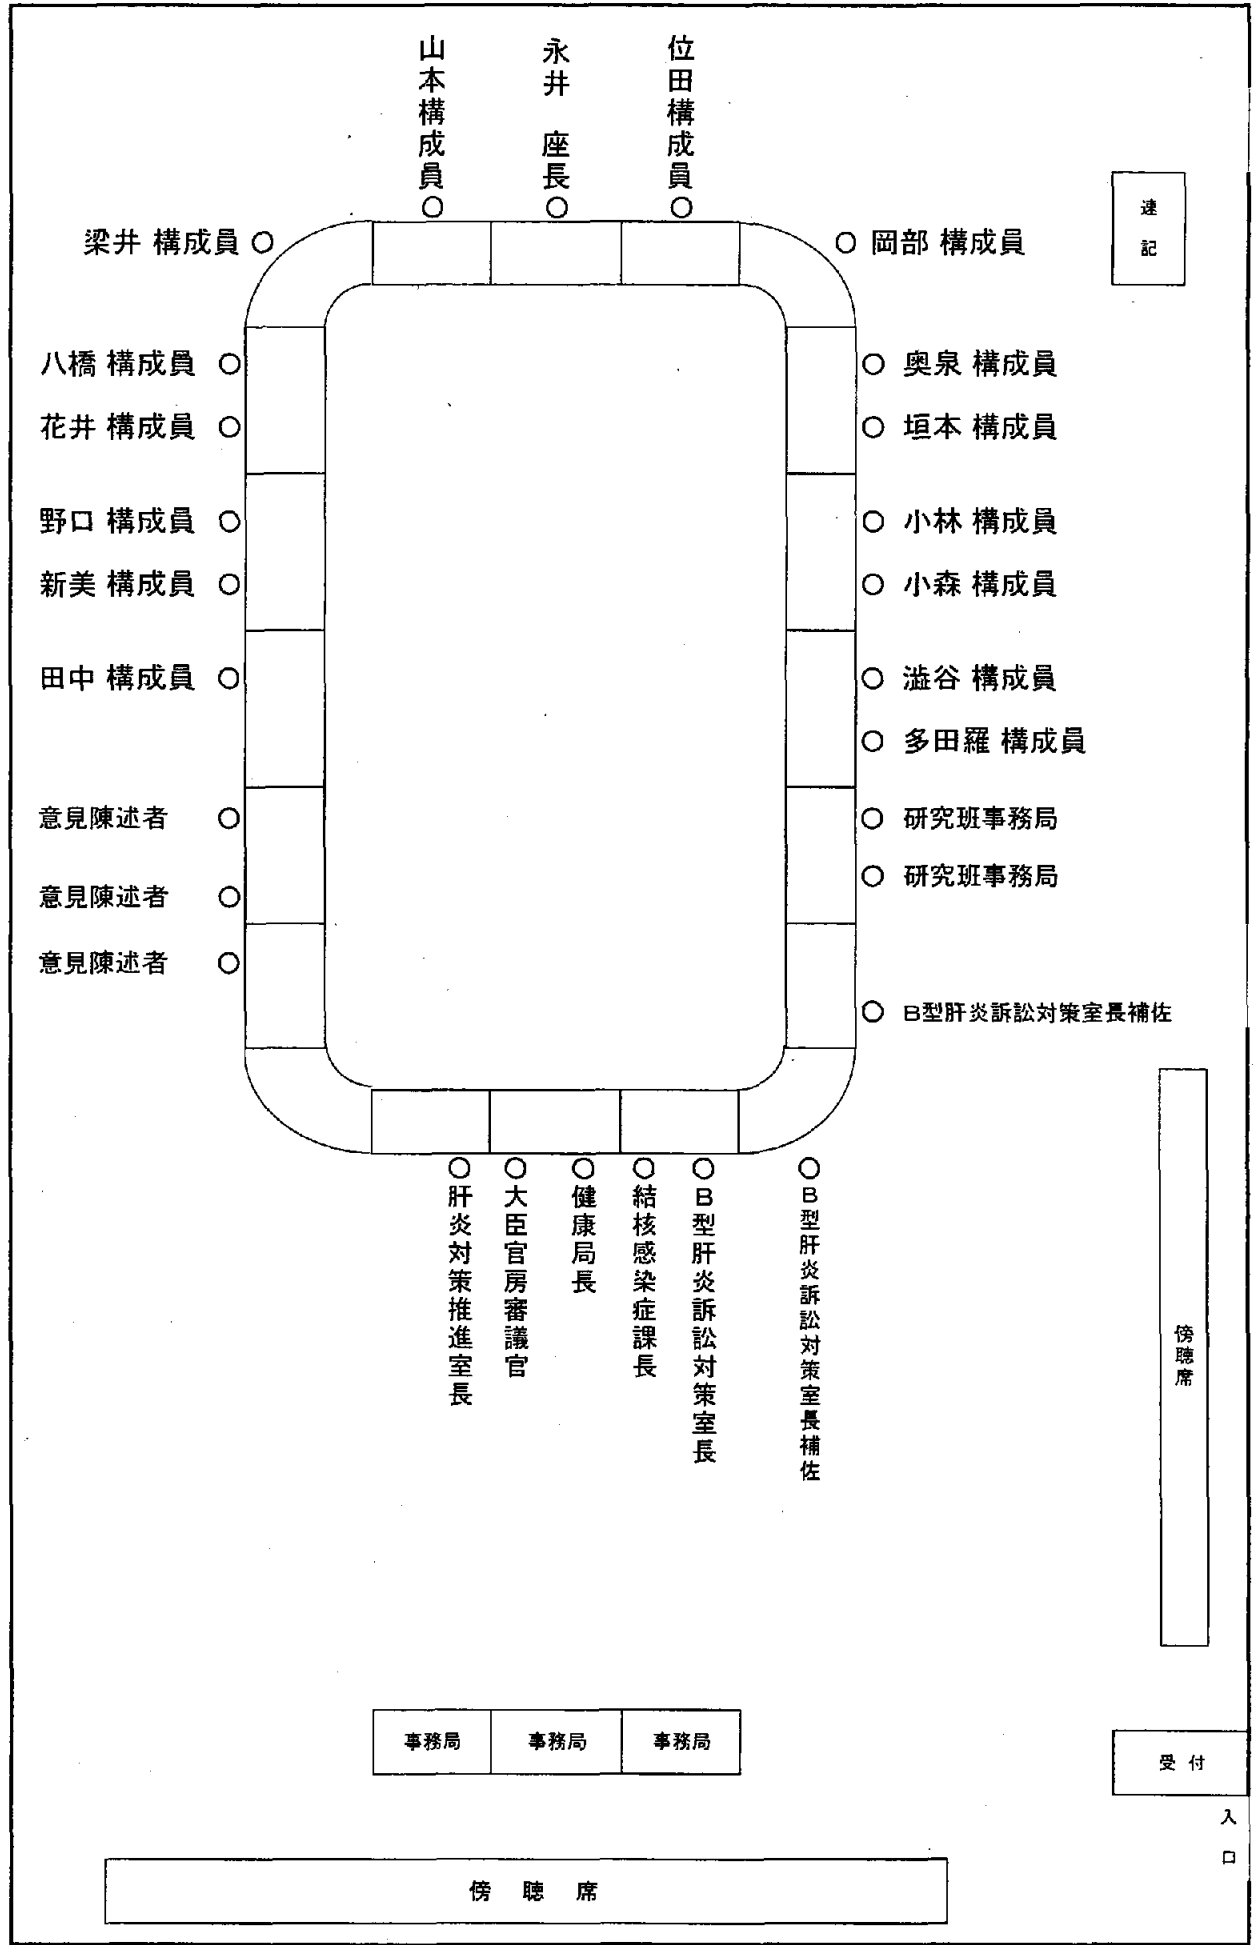 山本構成員
永井 座長
位田構成員
速記
梁井 構成員
岡部 構成員
八橋 構成員
奥泉 構成員
花井 構成員
垣本 構成員
野口 構成員
小林 構成員
新美 構成員
小森 構成員
田中 構成員
澁谷 構成員
多田羅 構成員
意見陳述者
研究班事務局
意見陳述者
研究班事務局
意見陳述者
B型肝炎訴訟対策室長補佐
肝炎対策推進室長
大臣官房審議官
健康局長
結核感染症課長
B型肝炎訴訟対策室長
B型肝炎訴訟対策室長補佐
傍聴席
事務局
事務局
事務局
受付
入口
傍聴席